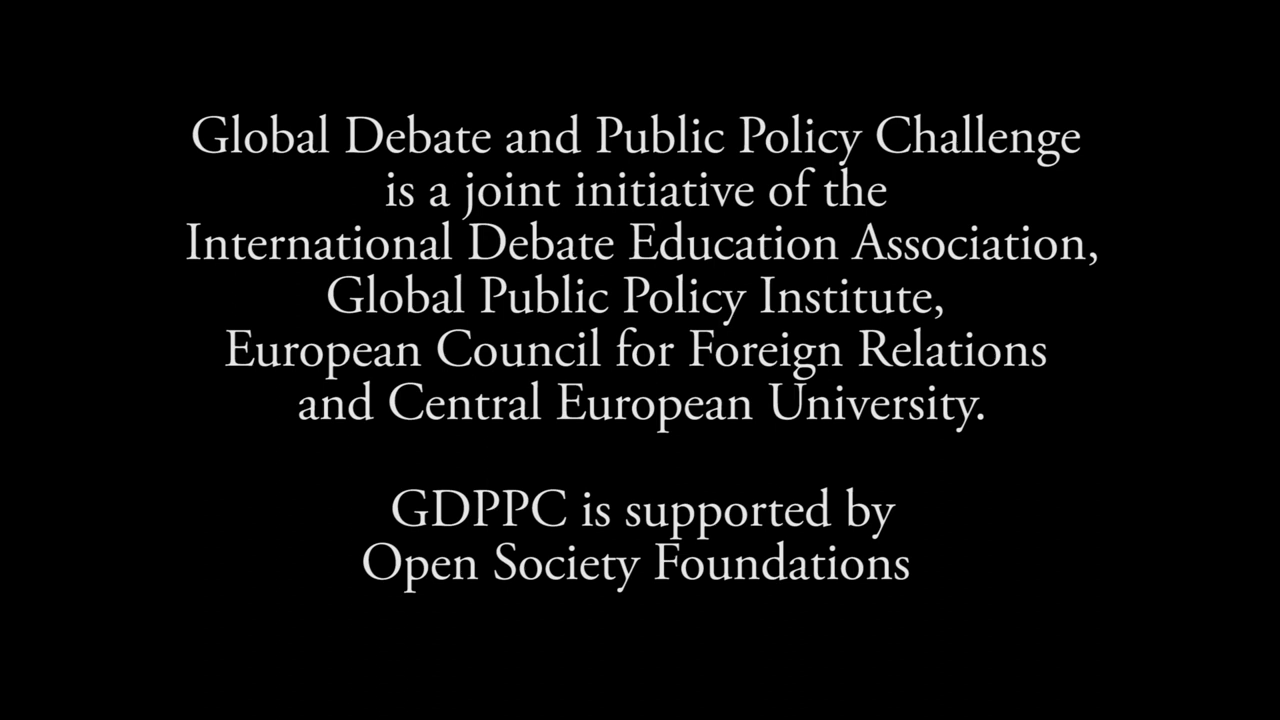 Global Debate and Public Policy Challenge
is a joint initiative of the
International Debate Education Association,
Global Public Policy Institute,
European Council for Foreign Relations
and Central European University.
GDPPC is supported by
Open Society Foundations